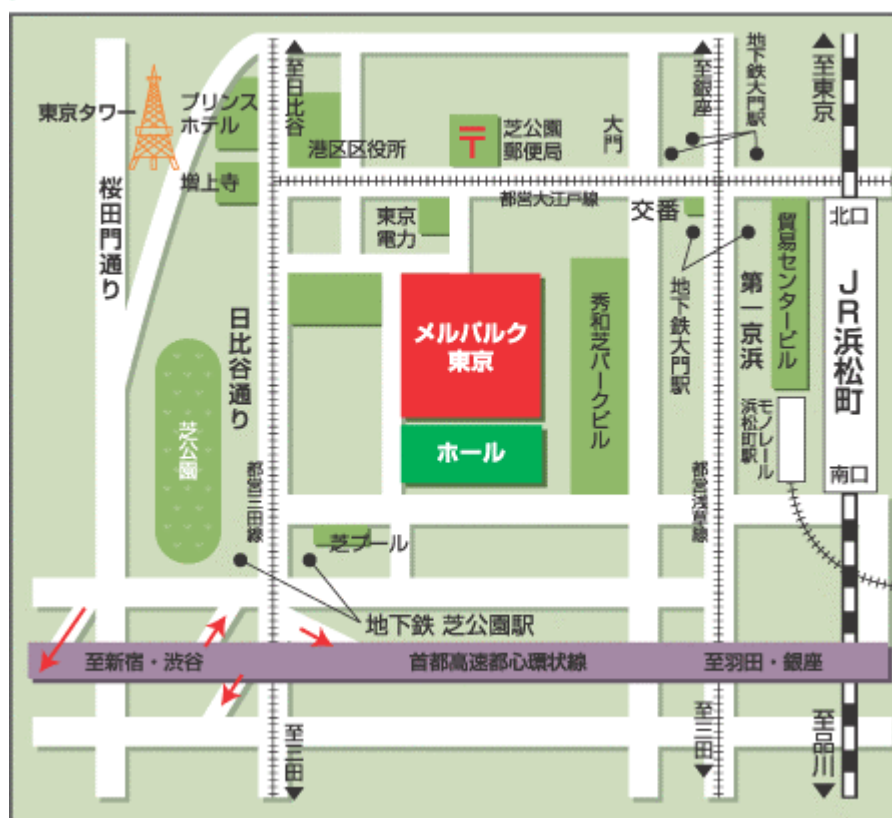 東京タワー
プリンス
ホテル
増上寺
桜田門通り
至日比谷
港区区役所
芝公園
郵便局
大門
至銀座
地下鉄大門駅
至東京
都営大江戸線
東京
電力
交番
北口
貿易センタービル
JR浜松町
第一京浜
地下鉄大門駅
秀和芝パークビル
メルパルク
東京
ホール
日比谷通り
芝公園
都営三田線
都営浅草線
モノレール
浜松町駅
南口
芝プール
地下鉄 芝公園駅
至新宿・渋谷
首都高速都心環状線
至羽田・銀座
至三田
至三田
至品川